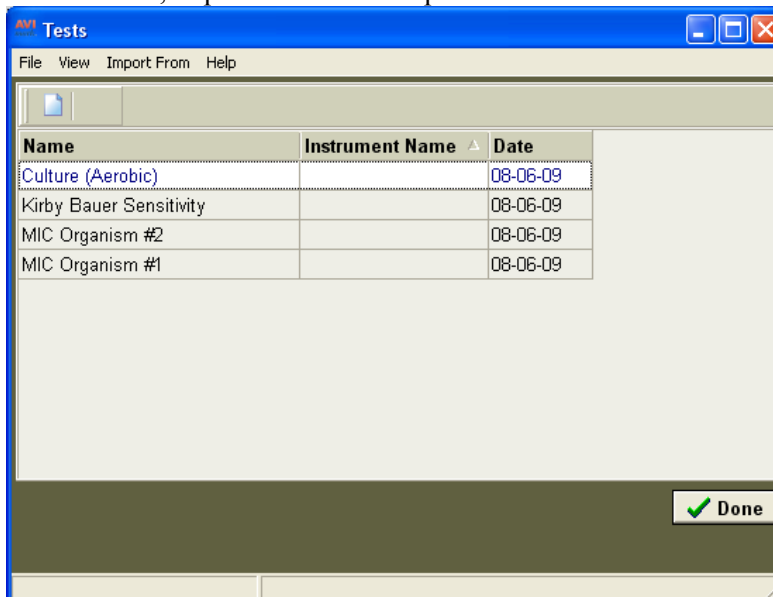 AVI Tests
File View Import From Help
Name Instrument Name Date
Culture (Aerobic) 08-06-09
Kirby Bauer Sensitivity 08-06-09
MIC Organism #2 08-06-09
MIC Organism #1 08-06-09
Done